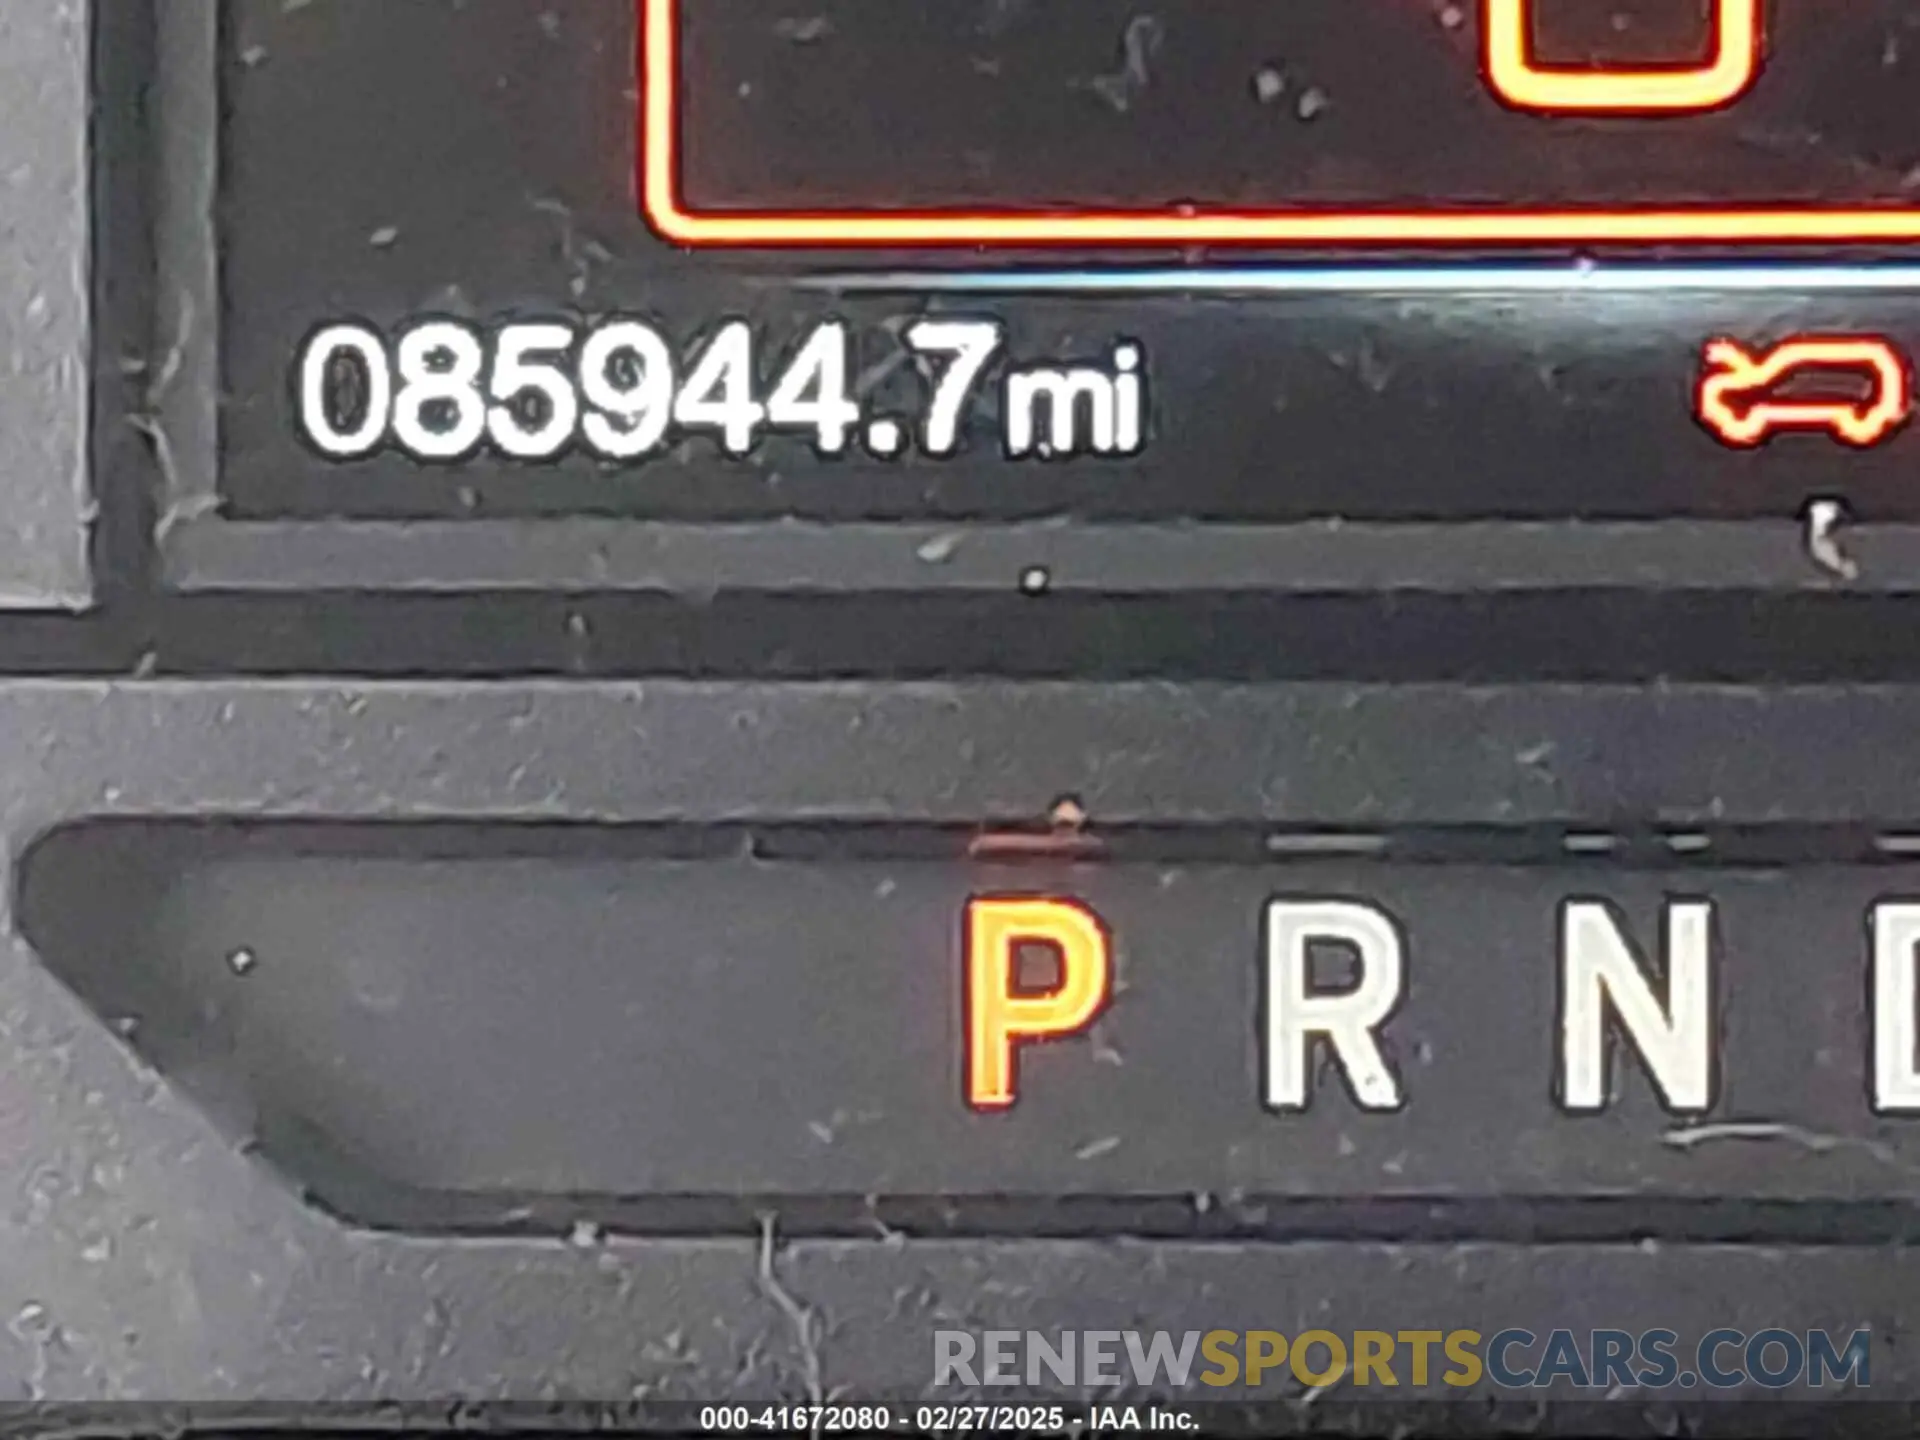 085944.7mi
P R N
RENEWSPORTSCARS.COM
000-41672080 - 02/27/2025 - IAA Inc.